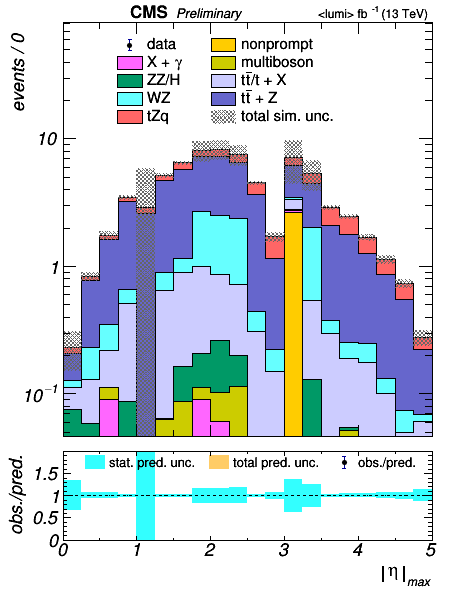 CMS Preliminary <lumi> fb ⁻¹ (13 TeV)
events / 0
data
nonprompt
X + γ
multiboson
ZZ/H
tt̄/t + X
WZ
tt̄ + Z
tZq
total sim. unc.
10
1
10⁻¹
obs./pred.
stat. pred. unc.
total pred. unc.
obs./pred.
1.5
1
0.5
0
0 1 2 3 4 5
|η|max